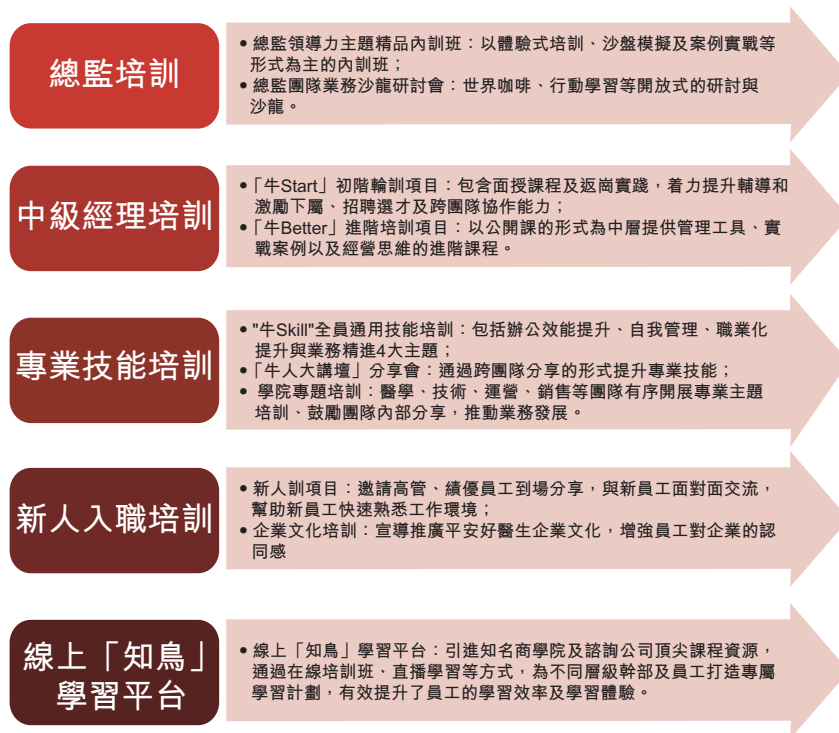 總監培訓
• 總監領導力主題精品內訓班：以體驗式培訓、沙盤模擬及案例實戰等
形式為主的內訓班；
• 總監團隊業務沙龍研討會：世界咖啡、行動學習等開放式的研討與
沙龍。
中級經理培訓
• 「牛Start」初階輪訓項目：包含面授課程及返崗實踐，着力提升輔導和
激勵下屬、招聘選才及跨團隊協作能力；
• 「牛Better」進階培訓項目：以公開課的形式為中層提供管理工具、實
戰案例以及經營思維的進階課程。
專業技能培訓
• "牛Skill"全員通用技能培訓：包括辦公效能提升、自我管理、職業化
提升與業務精進4大主題；
• 「牛人大講壇」分享會：通過跨團隊分享的形式提升專業技能；
• 學院專題培訓：醫學、技術、運營、銷售等團隊有序開展專業主題
培訓、鼓勵團隊內部分享，推動業務發展。
新人入職培訓
• 新人訓項目：邀請高管、績優員工到場分享，與新員工面對面交流，
幫助新員工快速熟悉工作環境；
• 企業文化培訓：宣導推廣平安好醫生企業文化，增強員工對企業的認
同感
線上「知鳥」
學習平台
• 線上「知鳥」學習平台：引進知名商學院及諮詢公司頂尖課程資源，
通過在線培訓班、直播學習等方式，為不同層級幹部及員工打造專屬
學習計劃，有效提升了員工的學習效率及學習體驗。